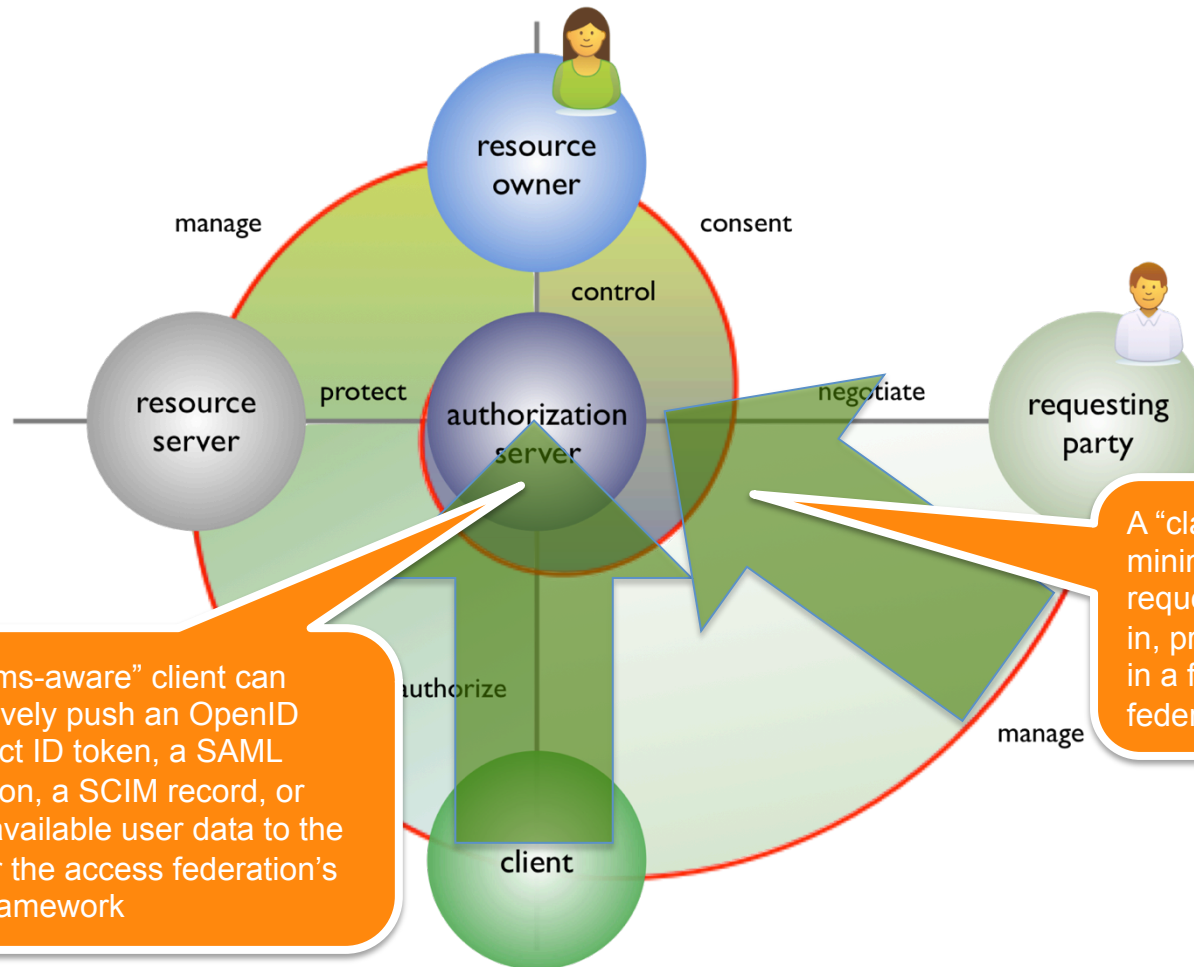 resource
owner
manage
consent
control
resource
server
protect
authorization
server
negotiate
requesting
party
A “cla
minin
reque
in, pr
in a f
feder
ms-aware” client can
vely push an OpenID
ct ID token, a SAML
on, a SCIM record, or
available user data to the
r the access federation’s
amework
authorize
manage
client